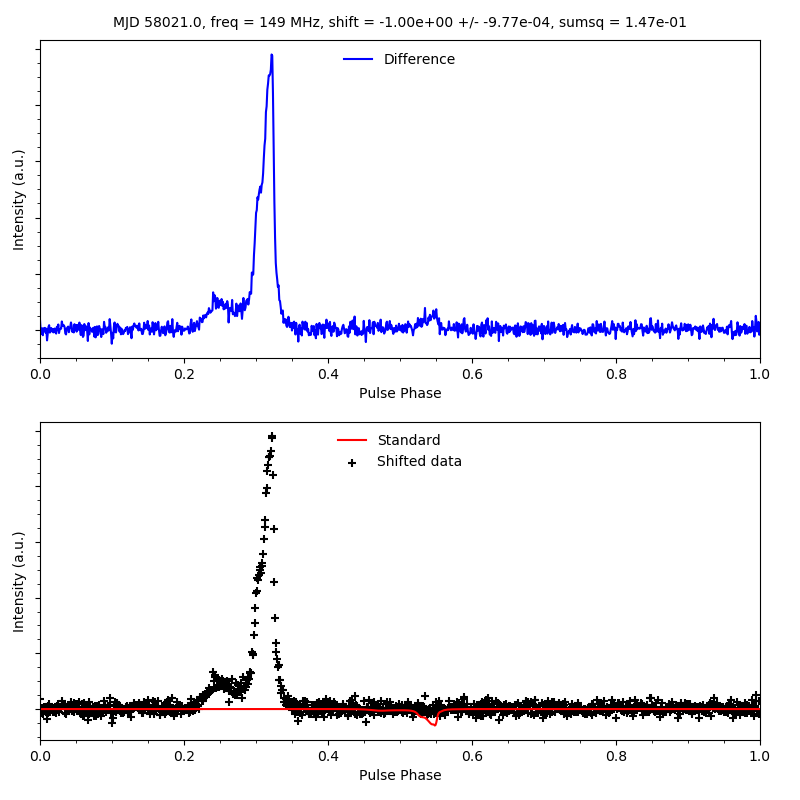 MJD 58021.0, freq = 149 MHz, shift = -1.00e+00 +/- -9.77e-04, sumsq = 1.47e-01
Difference
Intensity (a.u.)
0.0 0.2 0.4 0.6 0.8 1.0
Pulse Phase
Standard
Shifted data
Intensity (a.u.)
0.0 0.2 0.4 0.6 0.8 1.0
Pulse Phase